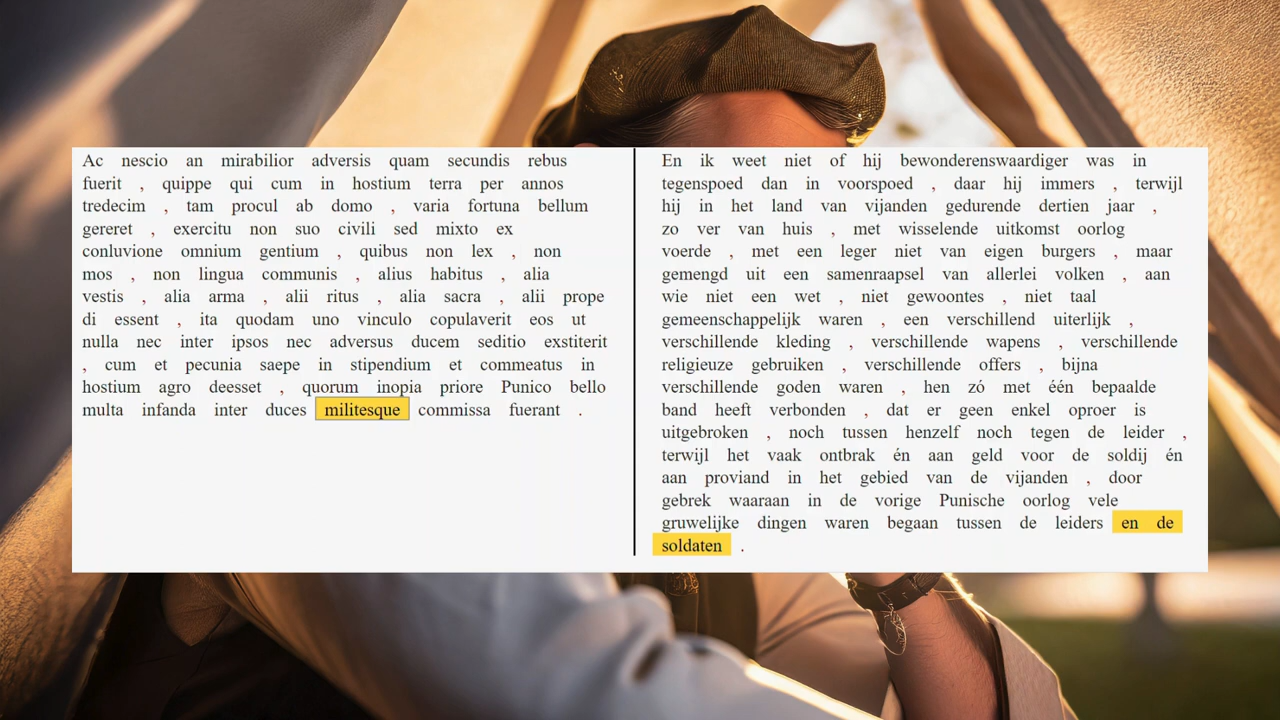 Ac nescio an mirabilior adversis quam secundis rebus
fuerit , quippe qui cum in hostium terra per annos
tredecim , tam procul ab domo , varia fortuna bellum
gereret , exercitu non suo civili sed mixto ex
conluvione omnium gentium , quibus non lex , non
mos , non lingua communis , alius habitus , alia
vestis , alia arma , alii ritus , alia sacra , alii prope
di essent , ita quodam uno vinculo copulaverit eos ut
nulla nec inter ipsos nec adversus ducem seditio exstiterit
, cum et pecunia saepe in stipendium et commeatus in
hostium agro deesset , quorum inopia priore Punico bello
multa infanda inter duces militesque commissa fuerant .
En ik weet niet of hij bewonderenswaardiger was in
tegenspoed dan in voorspoed , daar hij immers , terwijl
hij in het land van vijanden gedurende dertien jaar ,
zo ver van huis , met wisselende uitkomst oorlog
voerde , met een leger niet van eigen burgers , maar
gemengd uit een samenraapsel van allerlei volken , aan
wie niet een wet , niet gewoontes , niet taal
gemeenschappelijk waren , een verschillend uiterlijk ,
verschillende kleding , verschillende wapens , verschillende
religieuze gebruiken , verschillende offers , bijna
verschillende goden waren , hen zó met één bepaalde
band heeft verbonden , dat er geen enkel oproer is
uitgebroken , noch tussen henzelf noch tegen de leider ,
terwijl het vaak ontbrak én aan geld voor de soldij én
aan proviand in het gebied van de vijanden , door
gebrek waaraan in de vorige Punische oorlog vele
gruwelijke dingen waren begaan tussen de leiders en de
soldaten .